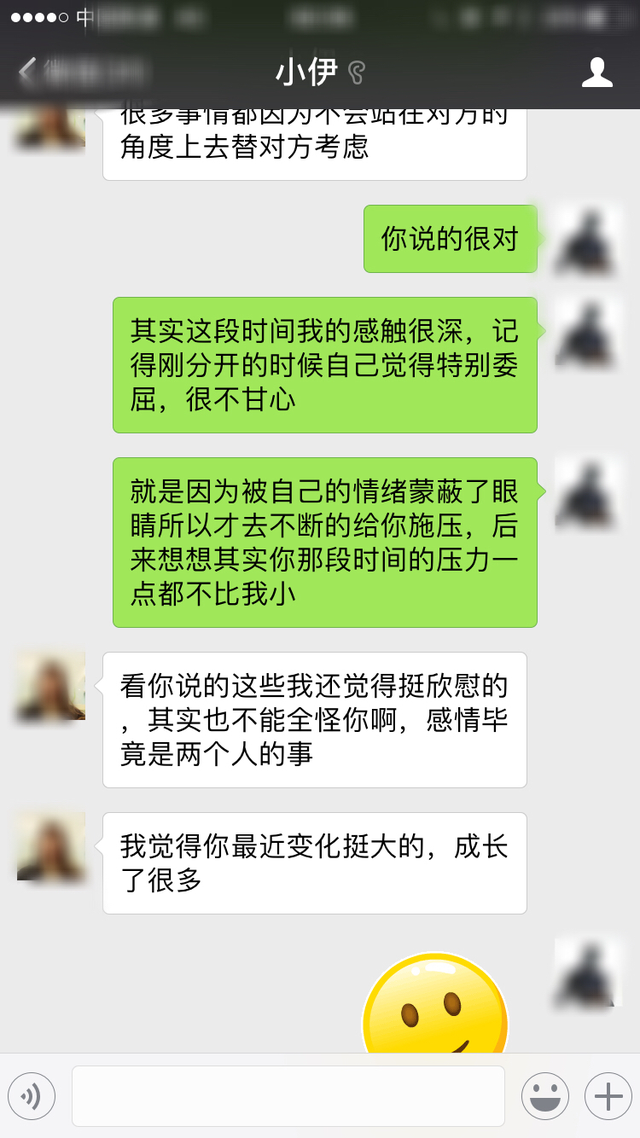 中
小伊
很多事情都因为不会站在对方的
角度上去替对方考虑
你说的很对
其实这段时间我的感触很深，记
得刚分开的时候自己觉得特别委
屈，很不甘心
就是因为被自己的情绪蒙蔽了眼
睛所以才去不断的给你施压，后
来想想其实你那段时间的压力一
点都不比我小
看你说的这些我还觉得挺欣慰的
，其实也不能全怪你啊，感情毕
竟是两个人的事
我觉得你最近变化挺大的，成长
了很多